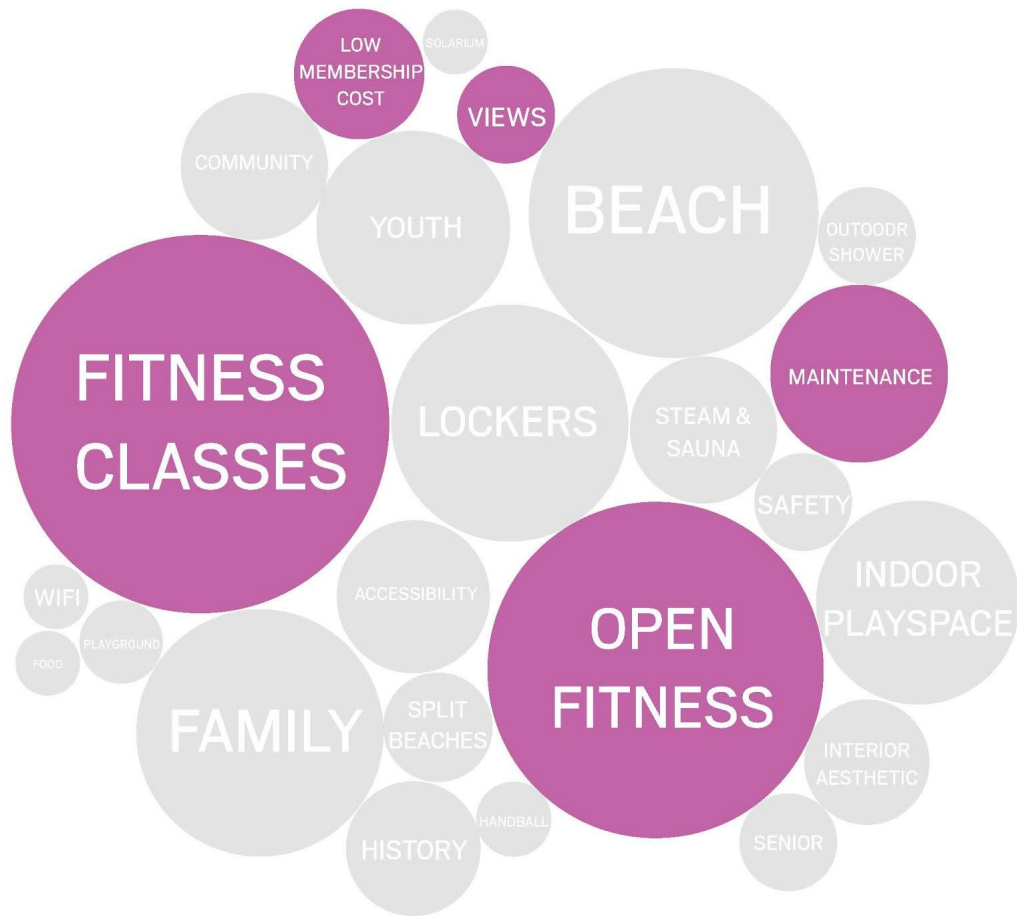 LOW
MEMBERSHIP
COST
SOLARIUM
VIEWS
COMMUNITY
YOUTH
BEACH
OUTOODR
SHOWER
FITNESS
CLASSES
LOCKERS
STEAM &
SAUNA
MAINTENANCE
SAFETY
WIFI
PLAYGROUND
FOOD
ACCESSIBILITY
OPEN
FITNESS
INDOOR
PLAYSPACE
FAMILY
SPLIT
BEACHES
INTERIOR
AESTHETIC
HISTORY
HANDBALL
SENIOR